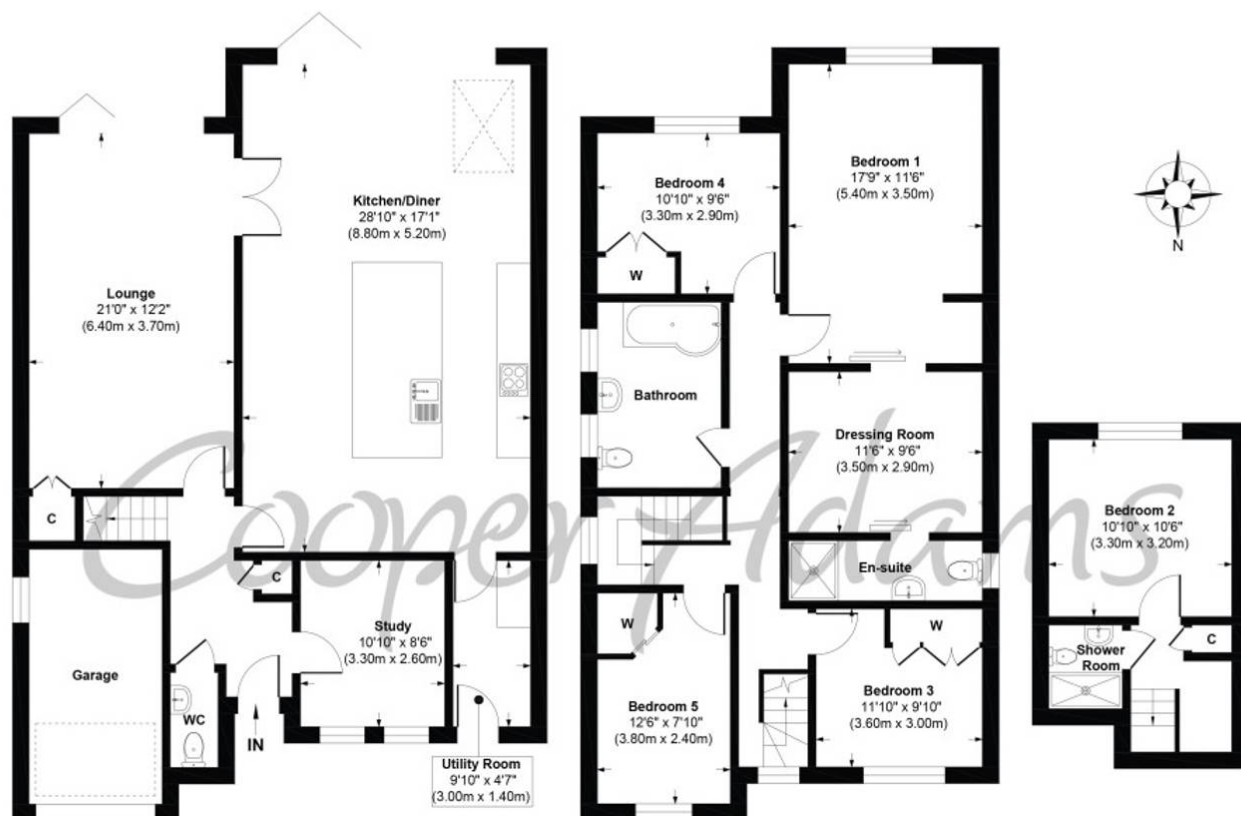 Kitchen/Diner
28'10" x 17'1"
(8.80m x 5.20m)
Lounge
21'0" x 12'2"
(6.40m x 3.70m)
C
C
Study
10'10" x 8'6"
(3.30m x 2.60m)
Garage
WC
IN
Utility Room
9'10" x 4'7"
(3.00m x 1.40m)
Bedroom 1
17'9" x 11'6"
(5.40m x 3.50m)
Bedroom 4
10'10" x 9'6"
(3.30m x 2.90m)
W
Bathroom
Dressing Room
11'6" x 9'6"
(3.50m x 2.90m)
En-suite
W
W
Bedroom 3
11'10" x 9'10"
(3.60m x 3.00m)
Bedroom 5
12'6" x 7'10"
(3.80m x 2.40m)
N
Bedroom 2
10'10" x 10'6"
(3.30m x 3.20m)
Shower
Room
C
Cooper Adams